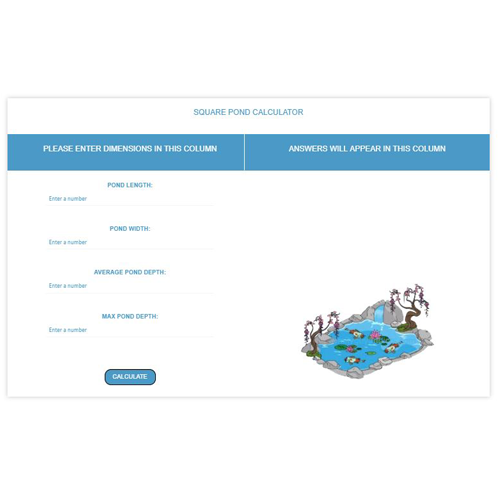 SQUARE POND CALCULATOR
PLEASE ENTER DIMENSIONS IN THIS COLUMN
ANSWERS WILL APPEAR IN THIS COLUMN
POND LENGTH:
Enter a number
POND WIDTH:
Enter a number
AVERAGE POND DEPTH:
Enter a number
MAX POND DEPTH:
Enter a number
CALCULATE